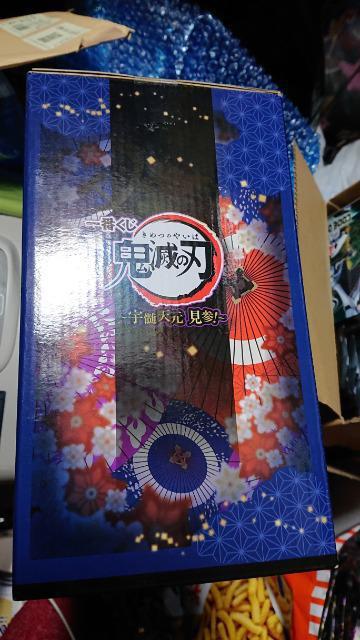 一番くじ
きめつのやいば
鬼滅の刃
～宇髄天元 見参!～